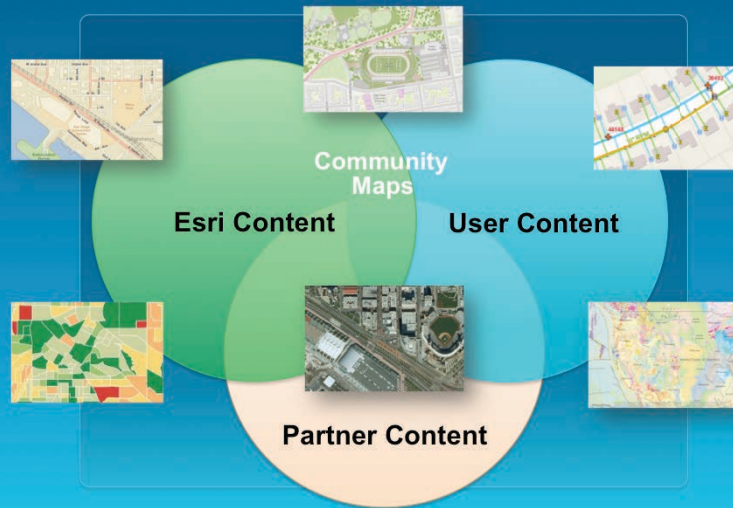 Community
Maps
Esri Content
User Content
Partner Content